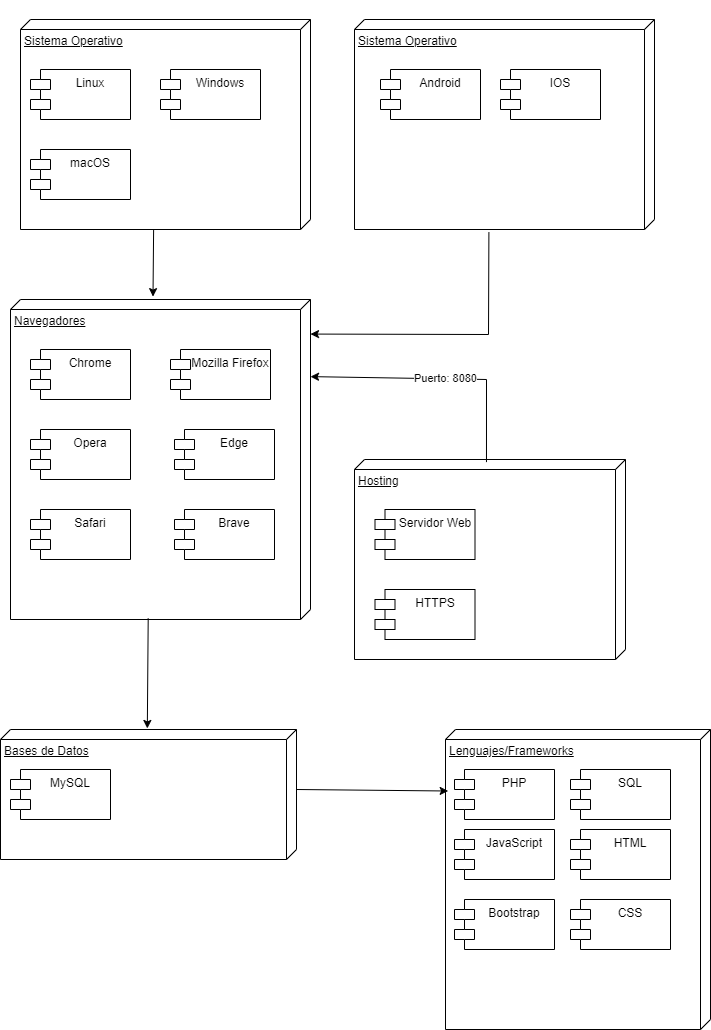 Sistema Operativo
Linux
Windows
macOS
Sistema Operativo
Android
IOS
Navegadores
Chrome
Mozilla Firefox
Opera
Edge
Safari
Brave
Puerto: 8080
Hosting
Servidor Web
HTTPS
Bases de Datos
MySQL
Lenguajes/Frameworks
PHP
SQL
JavaScript
HTML
Bootstrap
CSS